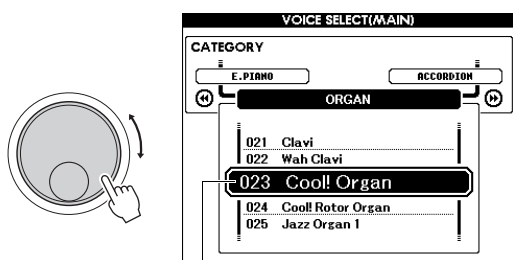 VOICE SELECT(MAIN)
CATEGORY
E.PIANO ACCORDION
ORGAN
021 Clavi
022 Wah Clavi
023 Cool! Organ
024 Cool! Rotor Organ
025 Jazz Organ 1